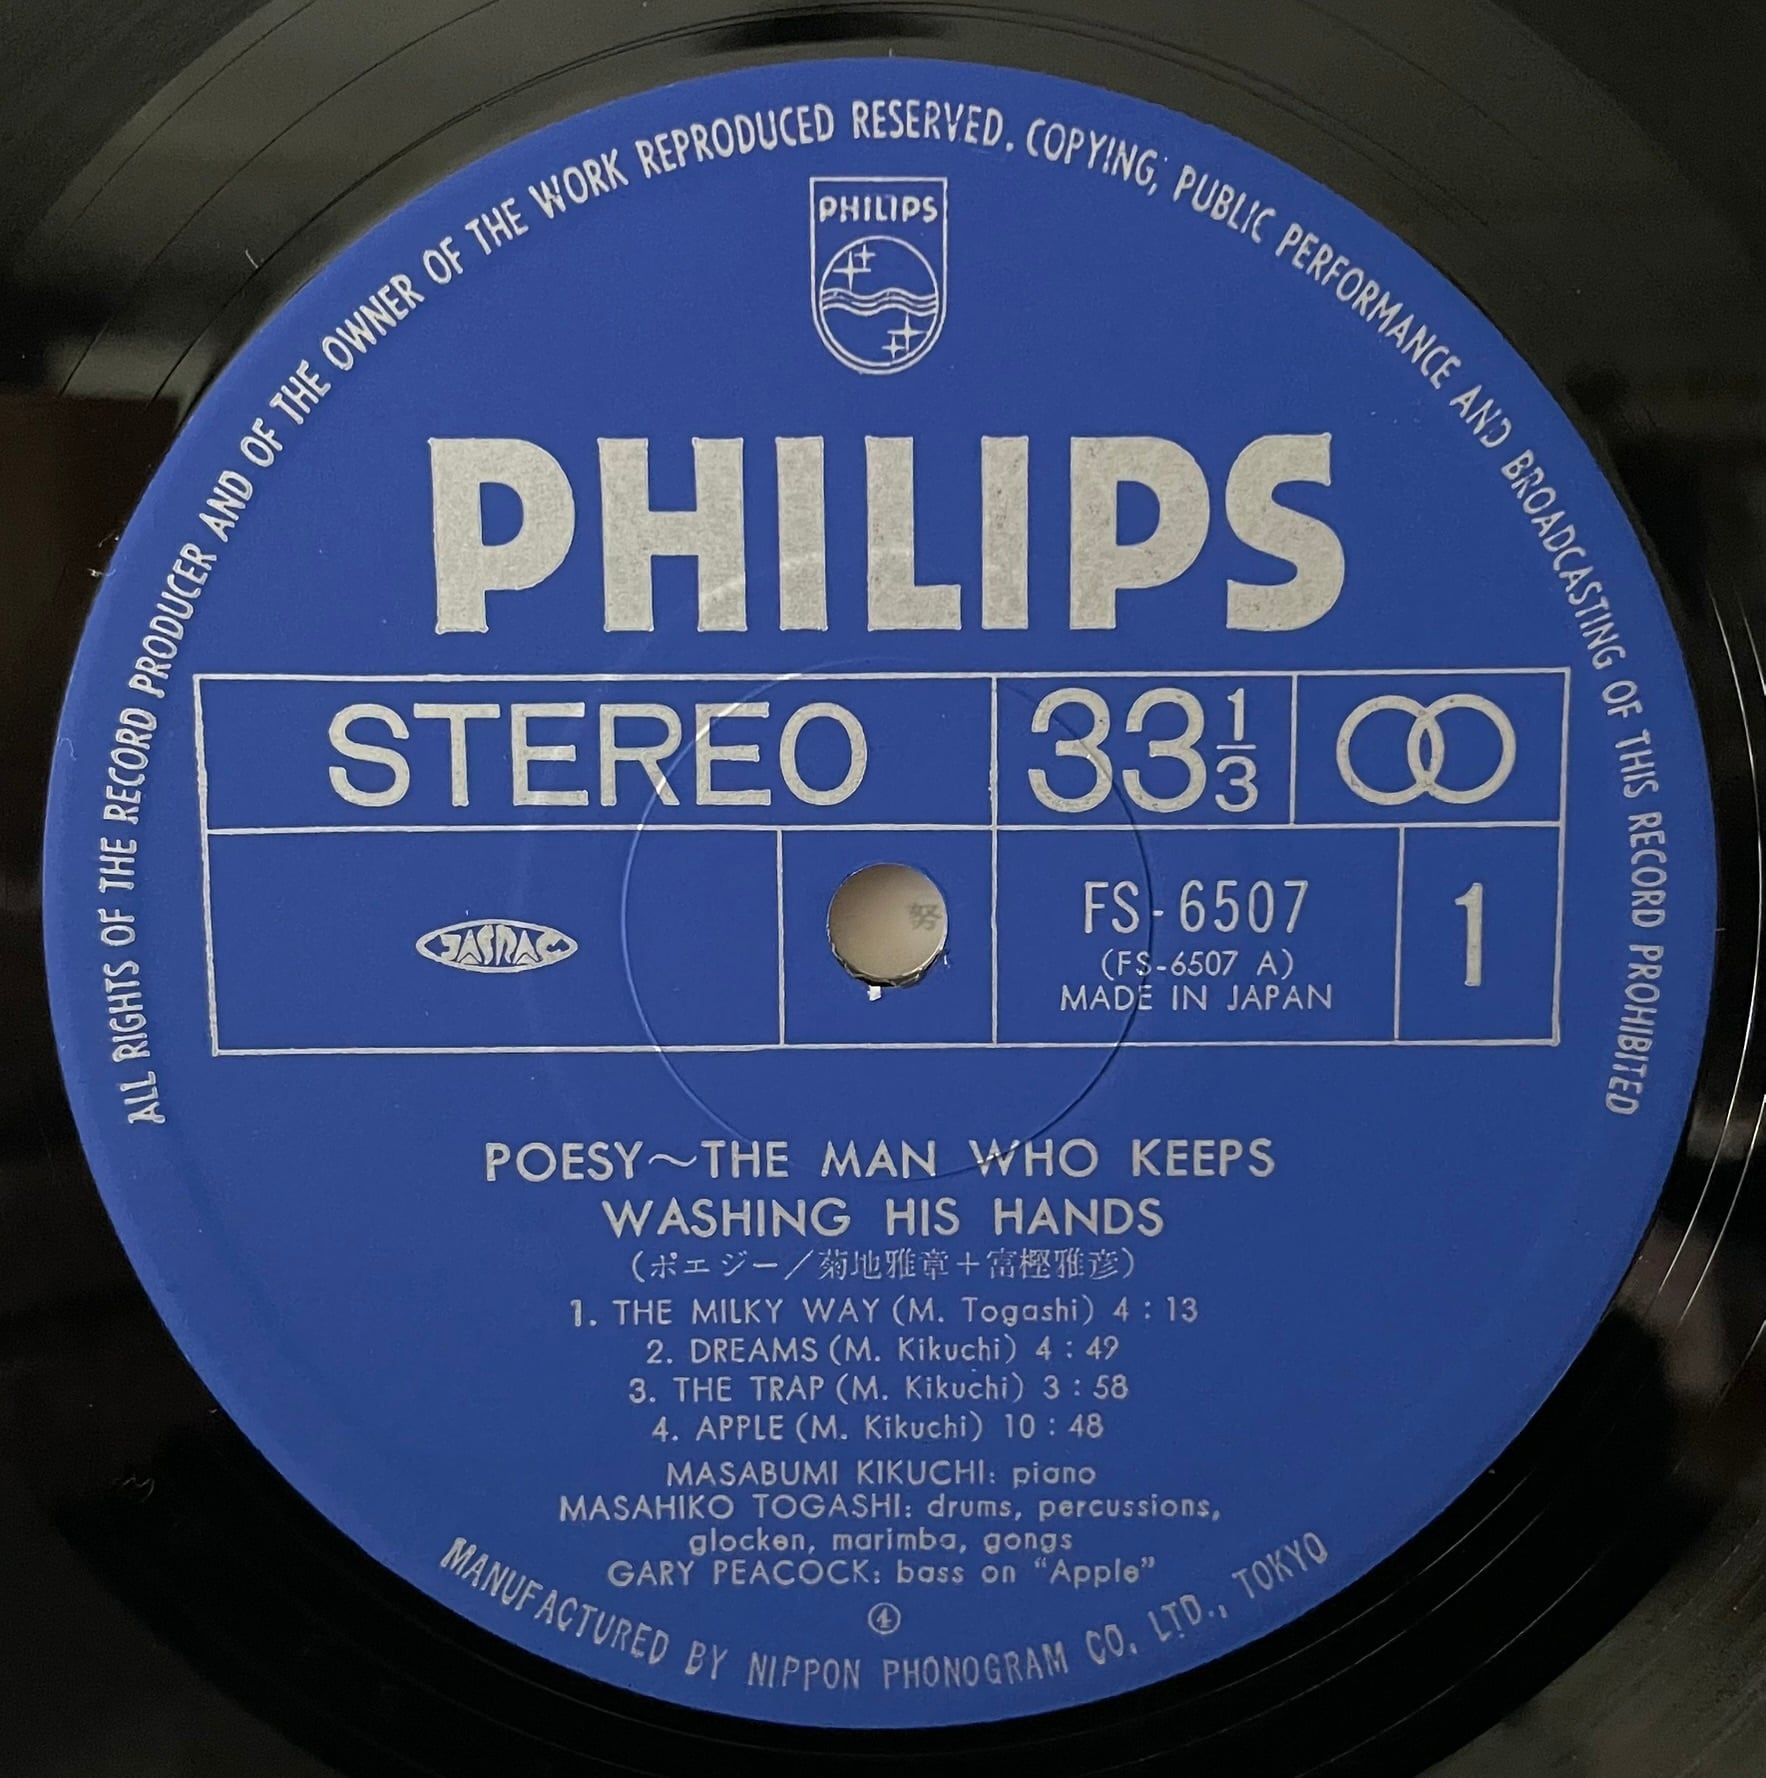 ALL RIGHTS OF THE RECORD PRODUCER AND OF THE OWNER OF THE WORK REPRODUCED RESERVED. COPYING, PUBLIC PERFORMANCE AND BROADCASTING OF THIS RECORD PROHIBITED
PHILIPS
PHILIPS
STEREO
33 1/3
JASRAC
努
FS-6507
(FS-6507 A)
MADE IN JAPAN
1
POESY~THE MAN WHO KEEPS
WASHING HIS HANDS
(ポエジー/菊地雅章+富樫雅彦)
1. THE MILKY WAY (M. Togashi) 4 : 13
2. DREAMS (M. Kikuchi) 4 : 49
3. THE TRAP (M. Kikuchi) 3 : 58
4. APPLE (M. Kikuchi) 10 : 48
MASABUMI KIKUCHI: piano
MASAHIKO TOGASHI: drums, percussions,
glocken, marimba, gongs
GARY PEACOCK: bass on “Apple”
④
MANUFACTURED BY NIPPON PHONOGRAM CO. LTD., TOKYO